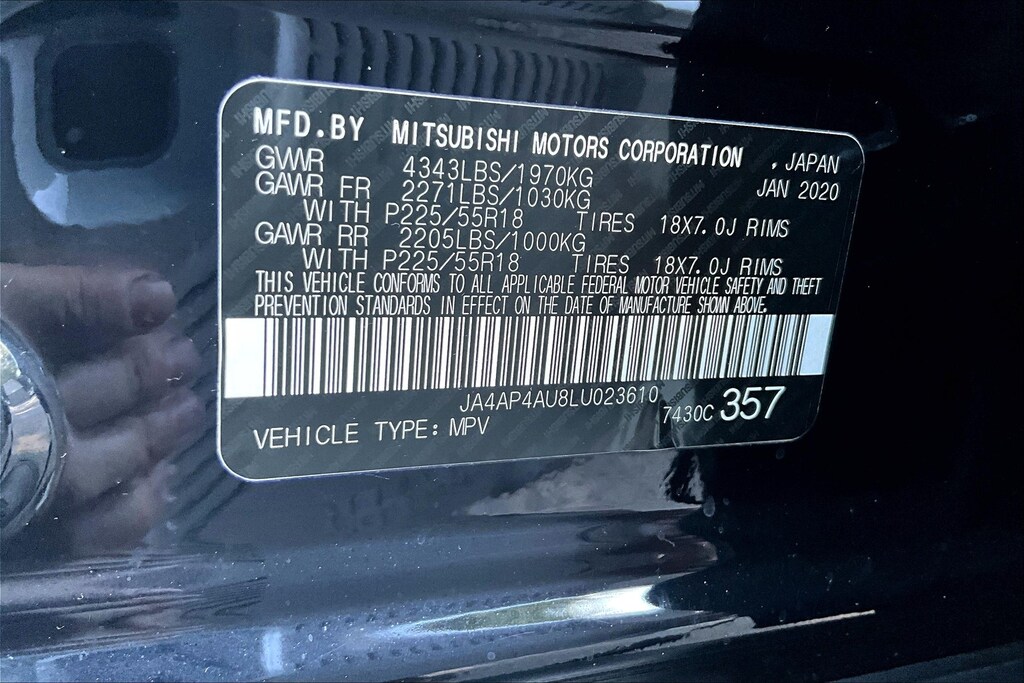 MFD.BY MITSUBISHI MOTORS CORPORATION , JAPAN
GVWR 4343LBS/1970KG JAN 2020
GAWR FR 2271LBS/1030KG
WITH P225/55R18 TIRES 18X7.0J RIMS
GAWR RR 2205LBS/1000KG
WITH P225/55R18 TIRES 18X7.0J RIMS
THIS VEHICLE CONFORMS TO ALL APPLICABLE FEDERAL MOTOR VEHICLE SAFETY AND THEFT
PREVENTION STANDARDS IN EFFECT ON THE DATE OF MANUFACTURE SHOWN ABOVE.
JA4AP4AU8LU023610
7430C 357
VEHICLE TYPE: MPV